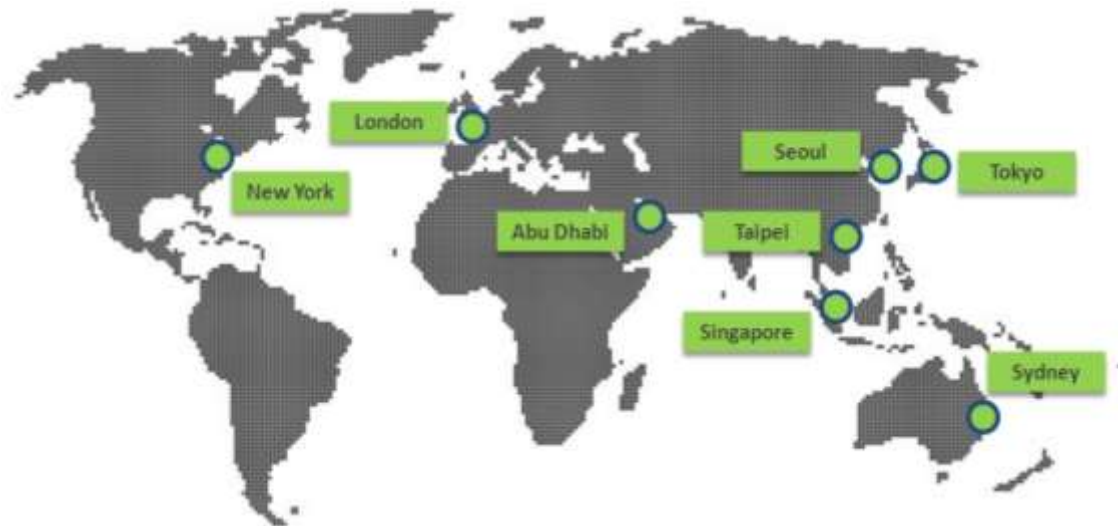 London
Seoul
Tokyo
New York
Abu Dhabi
Taipei
Singapore
Sydney